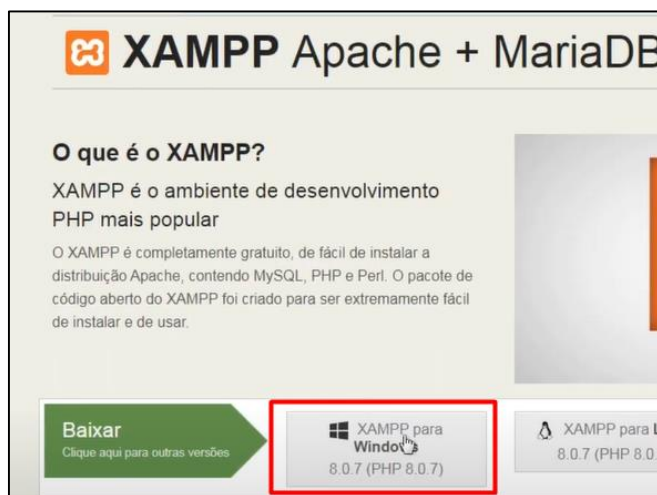 XAMPP Apache + MariaDB
O que é o XAMPP?
XAMPP é o ambiente de desenvolvimento
PHP mais popular
O XAMPP é completamente gratuito, de fácil de instalar a
distribuição Apache, contendo MySQL, PHP e Perl. O pacote de
código aberto do XAMPP foi criado para ser extremamente fácil
de instalar e de usar.
Baixar
Clique aqui para outras versões
XAMPP para
Windows
8.0.7 (PHP 8.0.7)
XAMPP para L
8.0.7 (PHP 8.0.